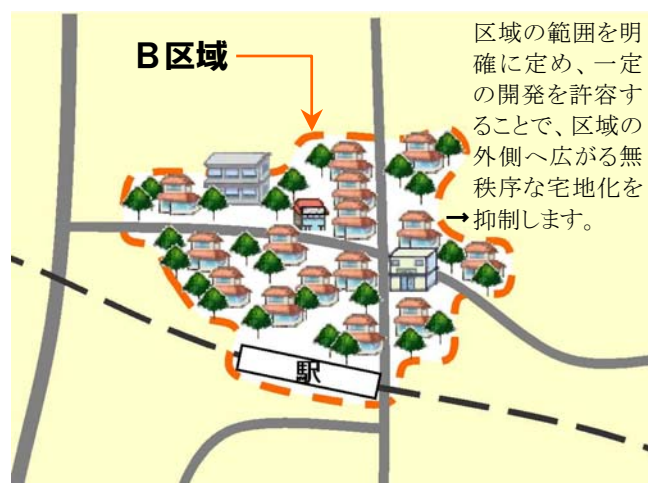 B区域
区域の範囲を明
確に定め、一定
の開発を許容す
ることで、区域の
外側へ広がる無
秩序な宅地化を
→抑制します。
駅